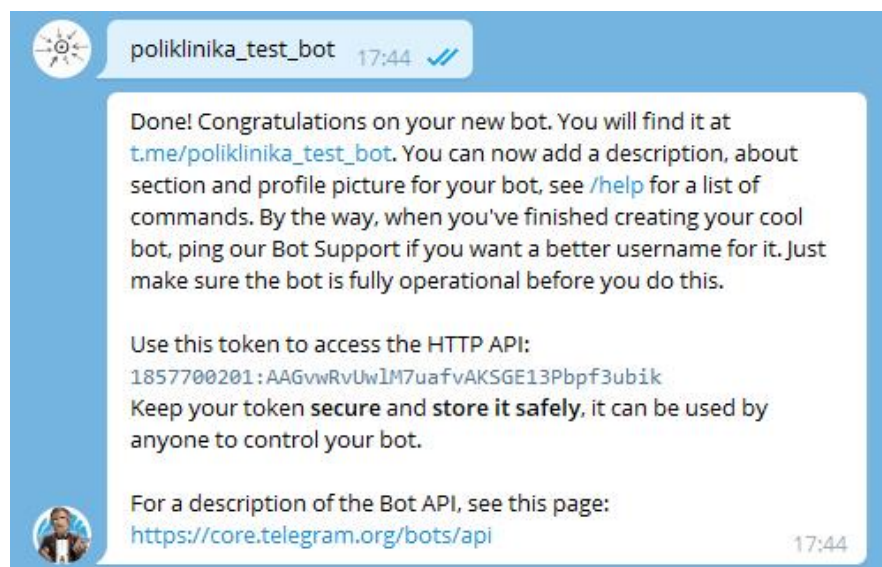 poliklinika_test_bot 17:44
Done! Congratulations on your new bot. You will find it at
t.me/poliklinika_test_bot. You can now add a description, about
section and profile picture for your bot, see /help for a list of
commands. By the way, when you've finished creating your cool
bot, ping our Bot Support if you want a better username for it. Just
make sure the bot is fully operational before you do this.
Use this token to access the HTTP API:
1857700201:AAGvwRvUwlM7uafvAKSGE13Pbpf3ubik
Keep your token secure and store it safely, it can be used by
anyone to control your bot.
For a description of the Bot API, see this page:
https://core.telegram.org/bots/api 17:44